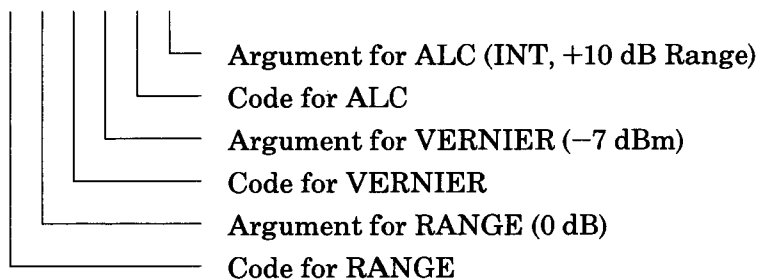 Argument for ALC (INT, +10 dB Range)
Code for ALC
Argument for VERNIER (−7 dBm)
Code for VERNIER
Argument for RANGE (0 dB)
Code for RANGE